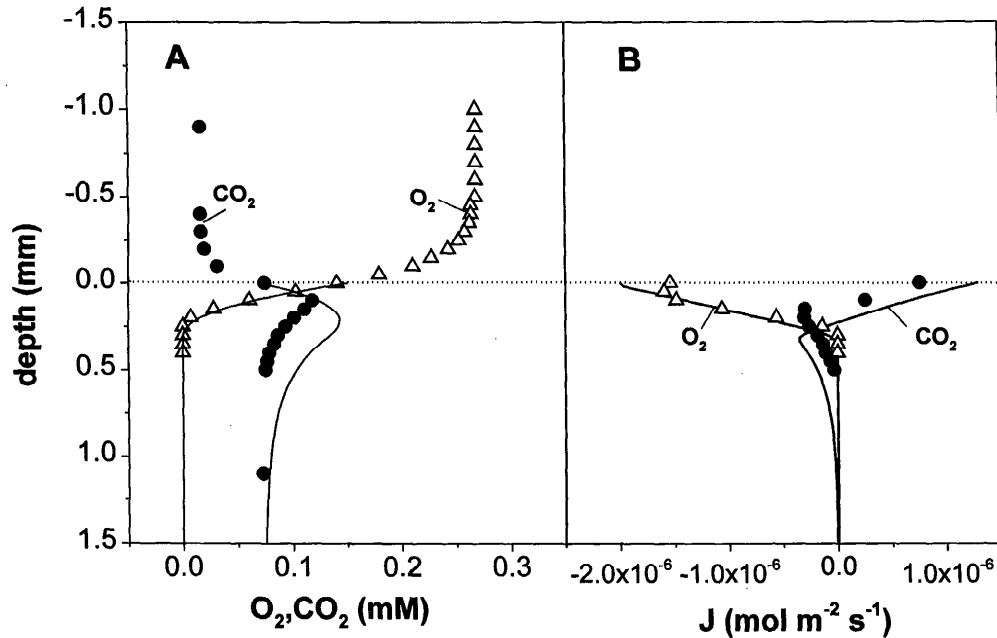 A
B
-1.5
-1.0
-0.5
0.0
0.5
1.0
1.5
depth (mm)
CO₂
O₂
O₂
CO₂
0.0 0.1 0.2 0.3
-2.0x10⁻⁶ -1.0x10⁻⁶ 0.0 1.0x10⁻⁶
O₂,CO₂ (mM)
J (mol m⁻² s⁻¹)